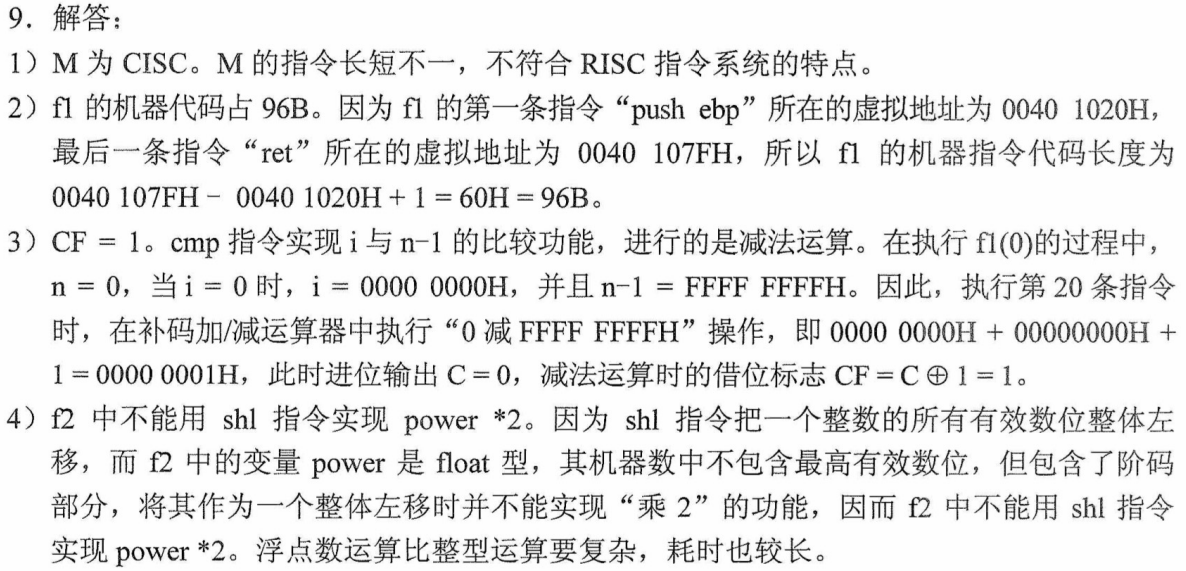 9．解答：
1）M 为 CISC。M 的指令长短不一，不符合 RISC 指令系统的特点。
2）f1 的机器代码占 96B。因为 f1 的第一条指令“push ebp”所在的虚拟地址为 0040 1020H，
最后一条指令“ret”所在的虚拟地址为 0040 107FH，所以 f1 的机器指令代码长度为
0040 107FH － 0040 1020H + 1 = 60H = 96B。
3）CF = 1。cmp 指令实现 i 与 n-1 的比较功能，进行的是减法运算。在执行 f1(0)的过程中，
n = 0，当 i = 0 时，i = 0000 0000H，并且 n-1 = FFFF FFFFH。因此，执行第 20 条指令
时，在补码加/减运算器中执行“0 减 FFFF FFFFH”操作，即 0000 0000H + 00000000H +
1 = 0000 0001H，此时进位输出 C = 0，减法运算时的借位标志 CF = C ⊕ 1 = 1。
4）f2 中不能用 shl 指令实现 power *2。因为 shl 指令把一个整数的所有有效数位整体左
移，而 f2 中的变量 power 是 float 型，其机器数中不包含最高有效数位，但包含了阶码
部分，将其作为一个整体左移时并不能实现“乘 2”的功能，因而 f2 中不能用 shl 指令
实现 power *2。浮点数运算比整型运算要复杂，耗时也较长。